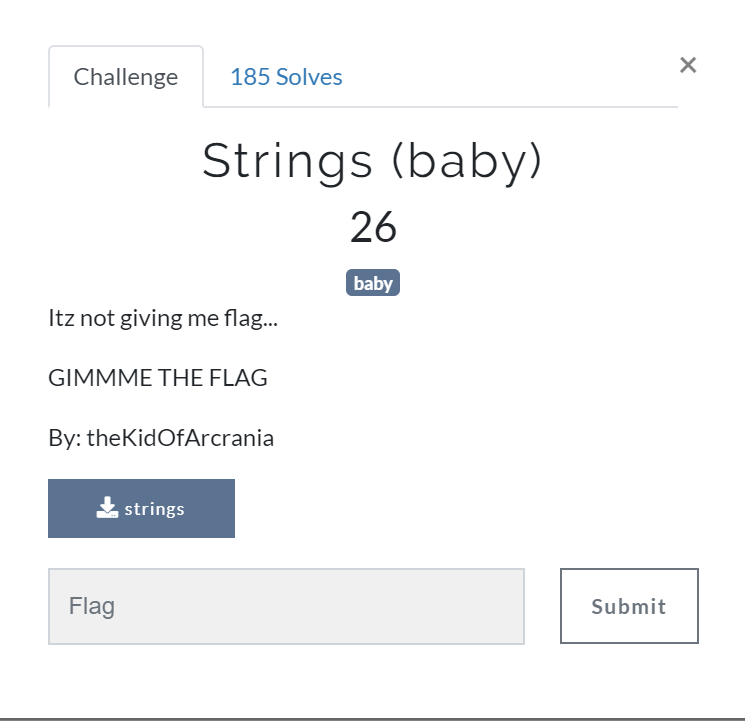 Challenge
185 Solves
×
Strings (baby)
26
baby
Itz not giving me flag...
GIMMME THE FLAG
By: theKidOfArcrania
strings
Flag
Submit